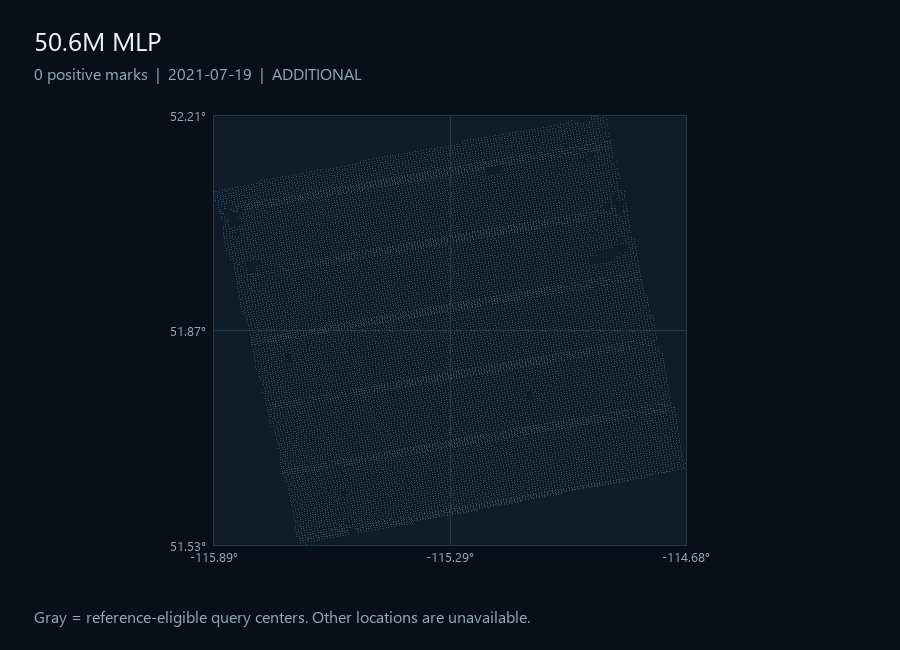 50.6M MLP
0 positive marks | 2021-07-19 | ADDITIONAL
52.21°
51.87°
51.53°
-115.89°
-115.29°
-114.68°
Gray = reference-eligible query centers. Other locations are unavailable.